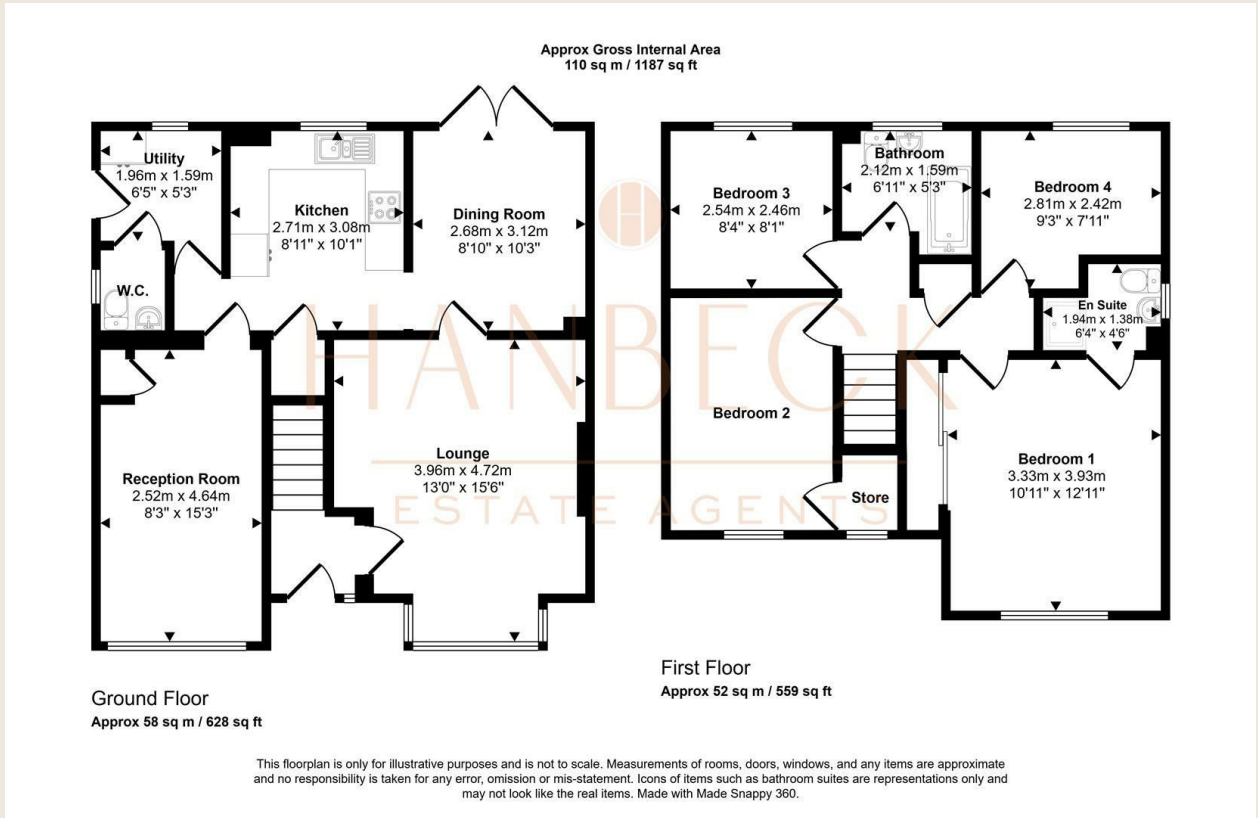 Approx Gross Internal Area
110 sq m / 1187 sq ft
Utility
1.96m x 1.59m
6'5" x 5'3"
Kitchen
2.71m x 3.08m
8'11" x 10'1"
Dining Room
2.68m x 3.12m
8'10" x 10'3"
W.C.
Reception Room
2.52m x 4.64m
8'3" x 15'3"
Lounge
3.96m x 4.72m
13'0" x 15'6"
Bedroom 3
2.54m x 2.46m
8'4" x 8'1"
Bathroom
2.12m x 1.59m
6'11" x 5'3"
Bedroom 4
2.81m x 2.42m
9'3" x 7'11"
En Suite
1.94m x 1.38m
6'4" x 4'6"
Bedroom 2
Store
Bedroom 1
3.33m x 3.93m
10'11" x 12'11"
HANBECK
ESTATE AGENTS
Ground Floor
Approx 58 sq m / 628 sq ft
First Floor
Approx 52 sq m / 559 sq ft
This floorplan is only for illustrative purposes and is not to scale. Measurements of rooms, doors, windows, and any items are approximate
and no responsibility is taken for any error, omission or mis-statement. Icons of items such as bathroom suites are representations only and
may not look like the real items. Made with Made Snappy 360.